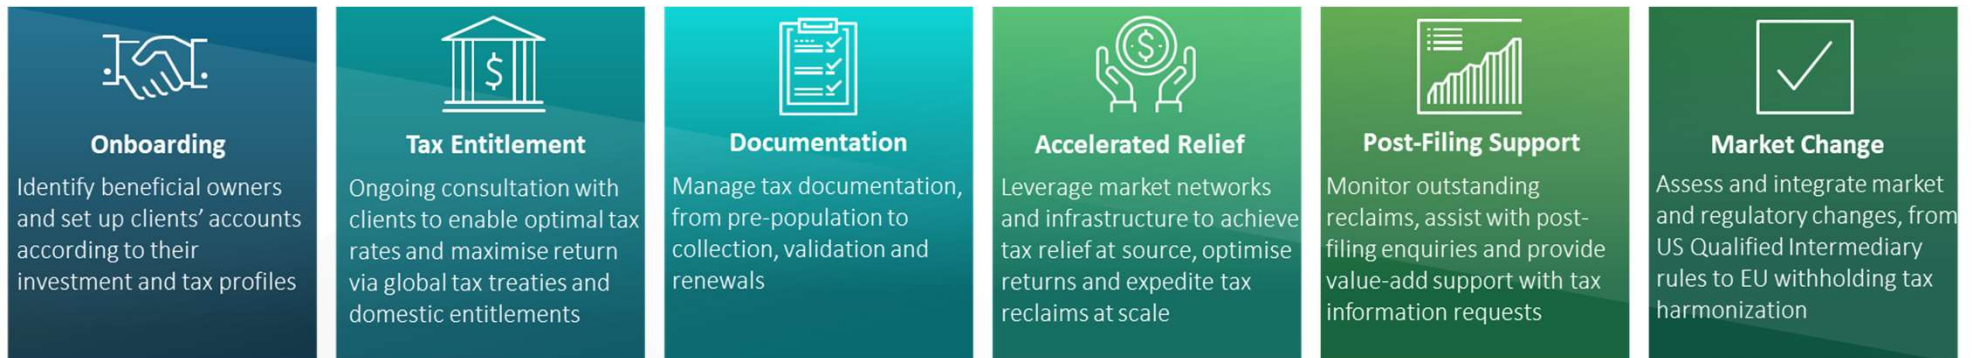 Onboarding
Identify beneficial owners
and set up clients’ accounts
according to their
investment and tax profiles
$
Tax Entitlement
Ongoing consultation with
clients to enable optimal tax
rates and maximise return
via global tax treaties and
domestic entitlements
Documentation
Manage tax documentation,
from pre-population to
collection, validation and
renewals
$
Accelerated Relief
Leverage market networks
and infrastructure to achieve
tax relief at source, optimise
returns and expedite tax
reclaims at scale
Post-Filing Support
Monitor outstanding
reclaims, assist with post-
filing enquiries and provide
value-add support with tax
information requests
Market Change
Assess and integrate market
and regulatory changes, from
US Qualified Intermediary
rules to EU withholding tax
harmonization